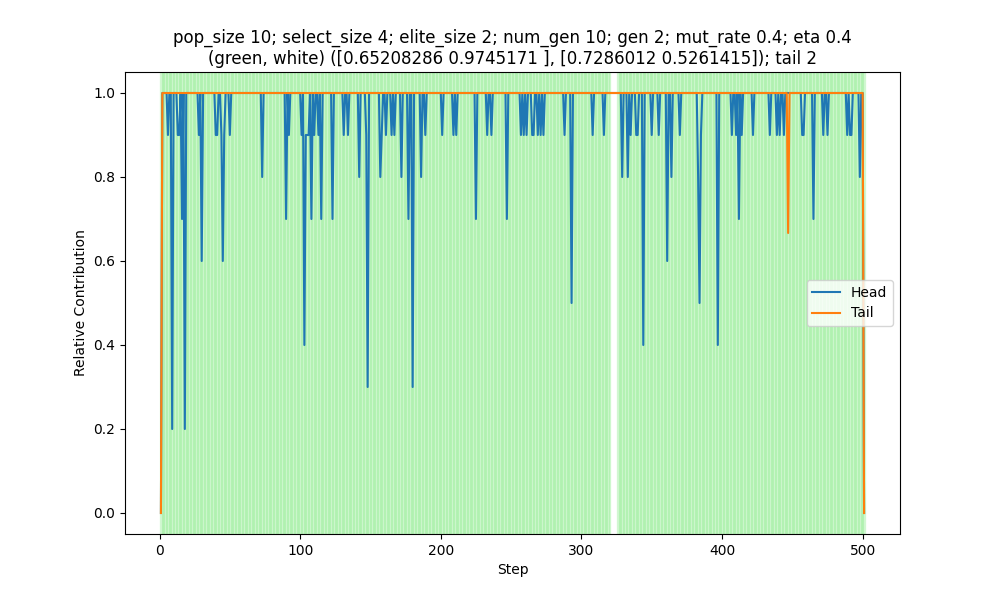 pop_size 10; select_size 4; elite_size 2; num_gen 10; gen 2; mut_rate 0.4; eta 0.4
(green, white) ([0.65208286 0.9745171 ], [0.7286012 0.5261415]); tail 2
1.0
0.8
0.6
0.4
0.2
0.0
Relative Contribution
Head
Tail
0 100 200 300 400 500
Step